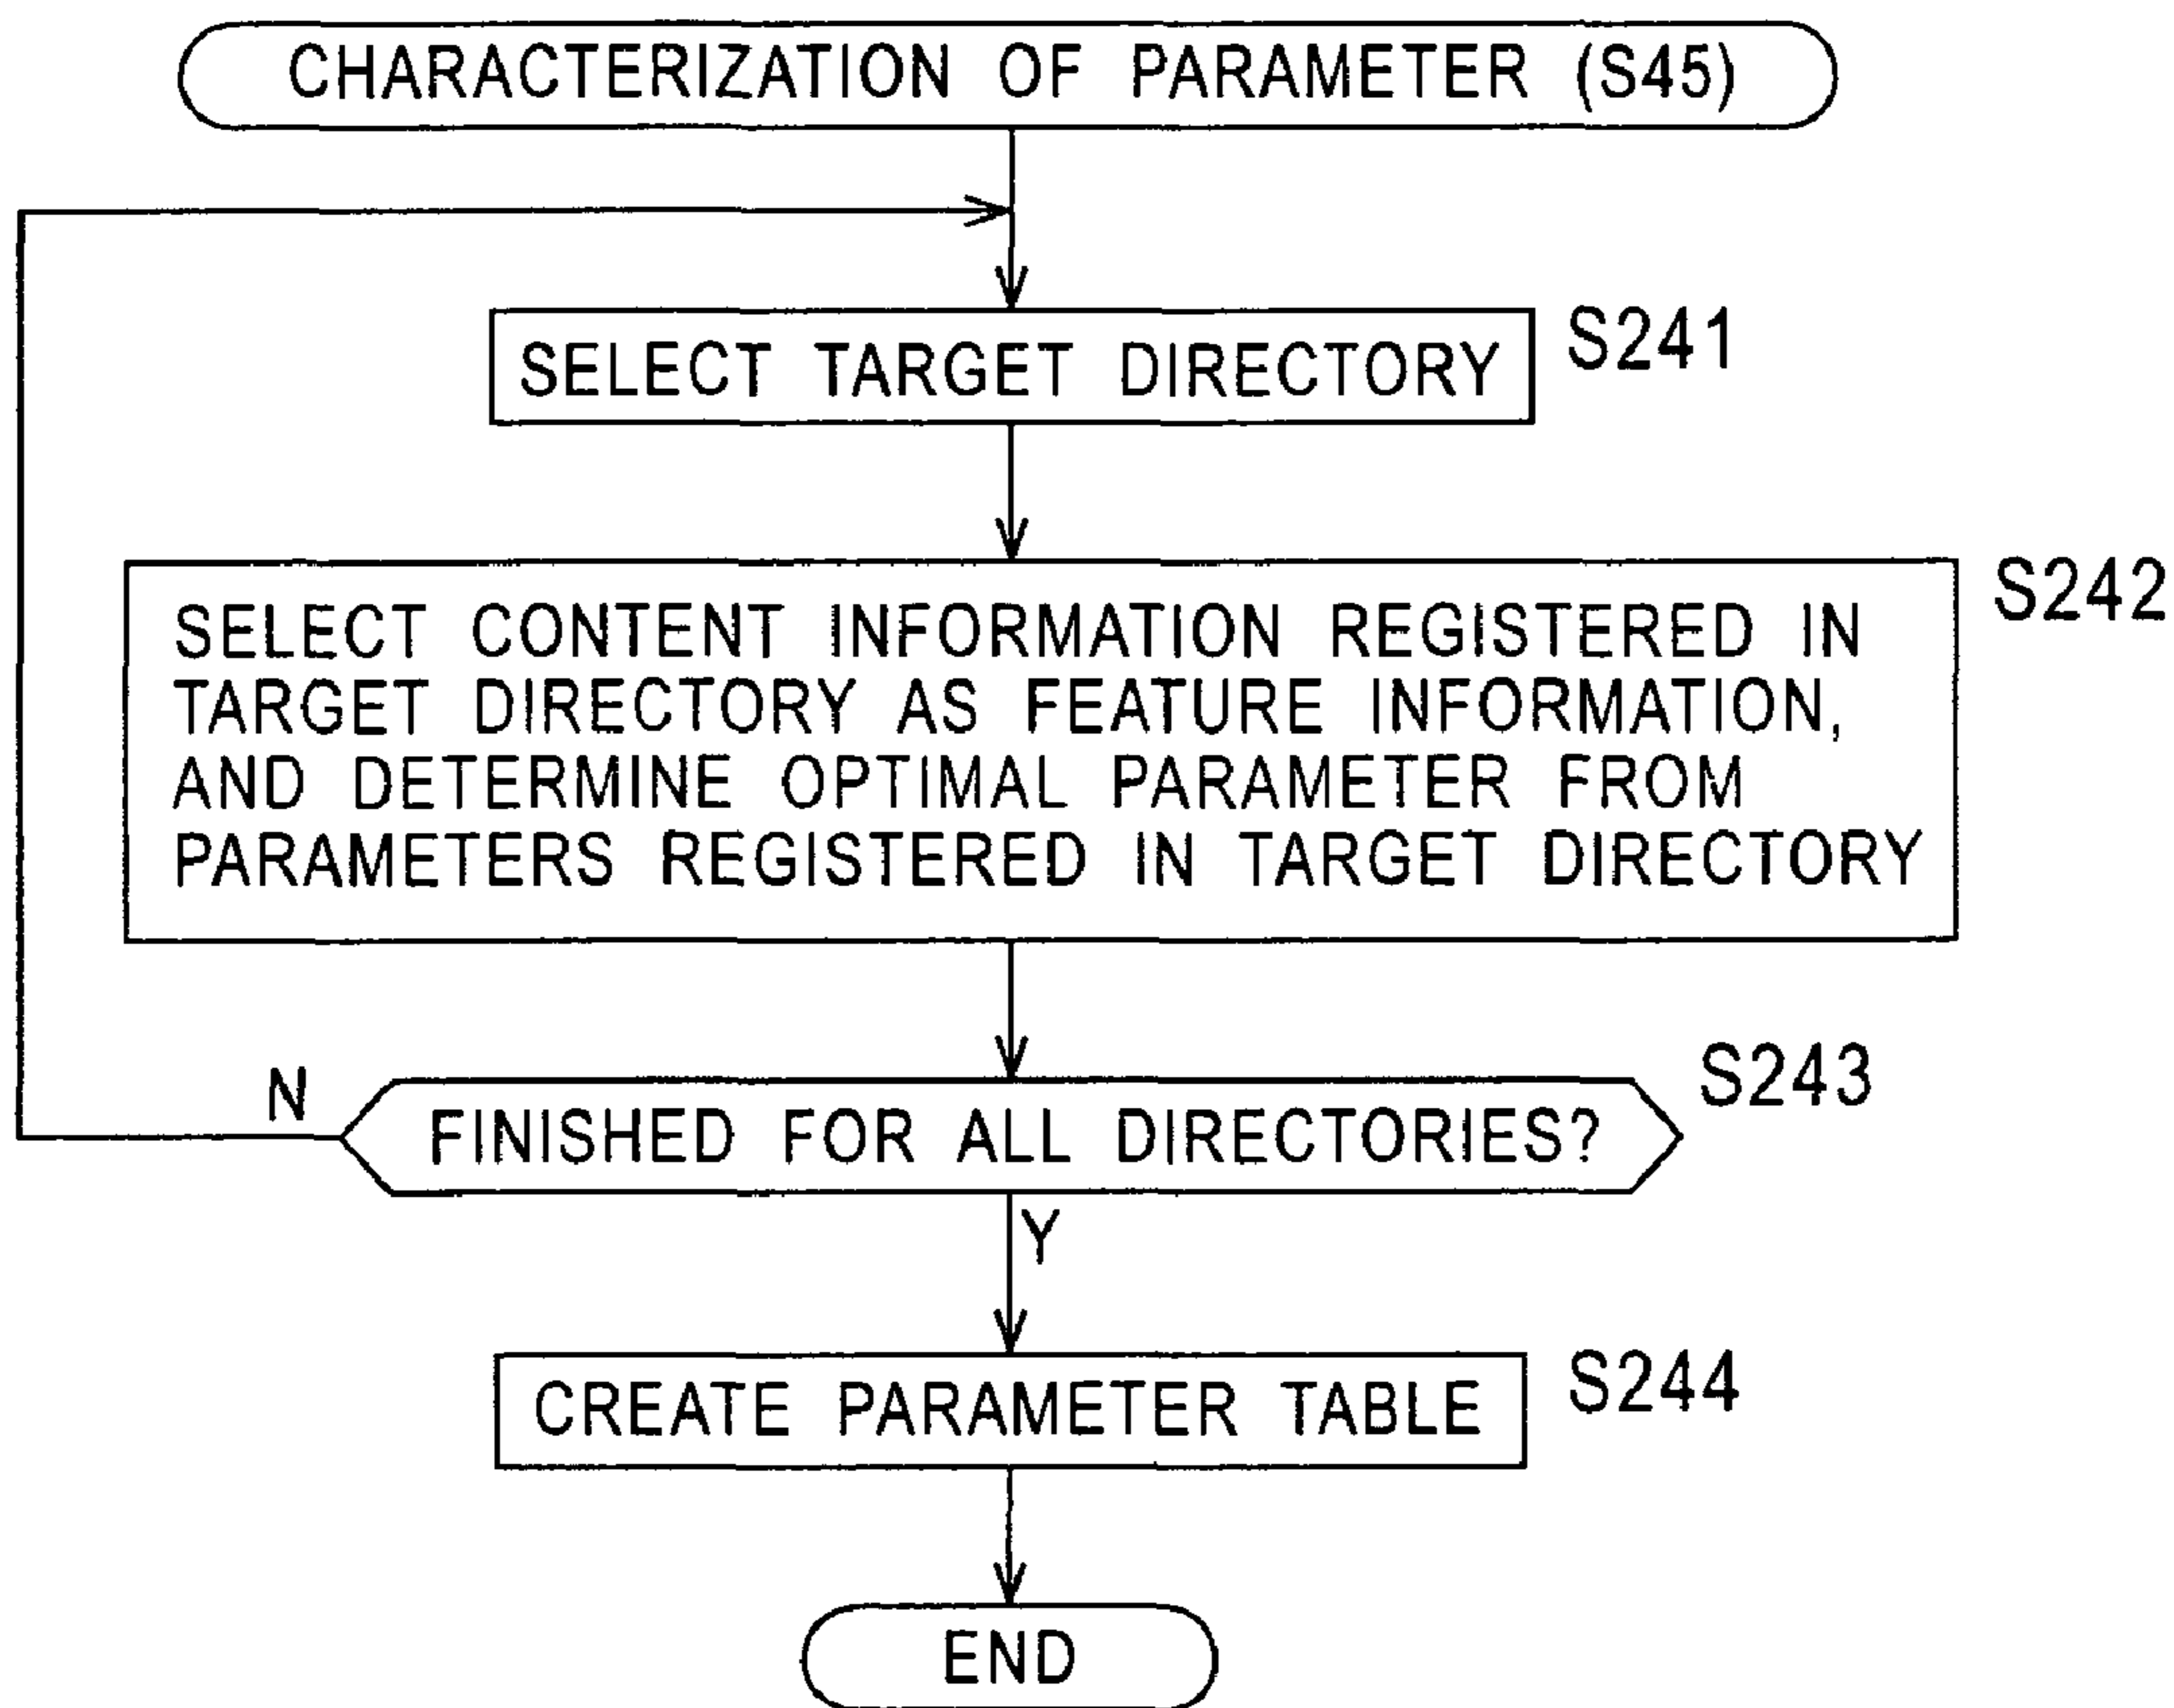 CHARACTERIZATION OF PARAMETER (S45)
SELECT TARGET DIRECTORY
S241
S242
SELECT CONTENT INFORMATION REGISTERED IN
TARGET DIRECTORY AS FEATURE INFORMATION,
AND DETERMINE OPTIMAL PARAMETER FROM
PARAMETERS REGISTERED IN TARGET DIRECTORY
S243
N
FINISHED FOR ALL DIRECTORIES?
Y
CREATE PARAMETER TABLE
S244
END